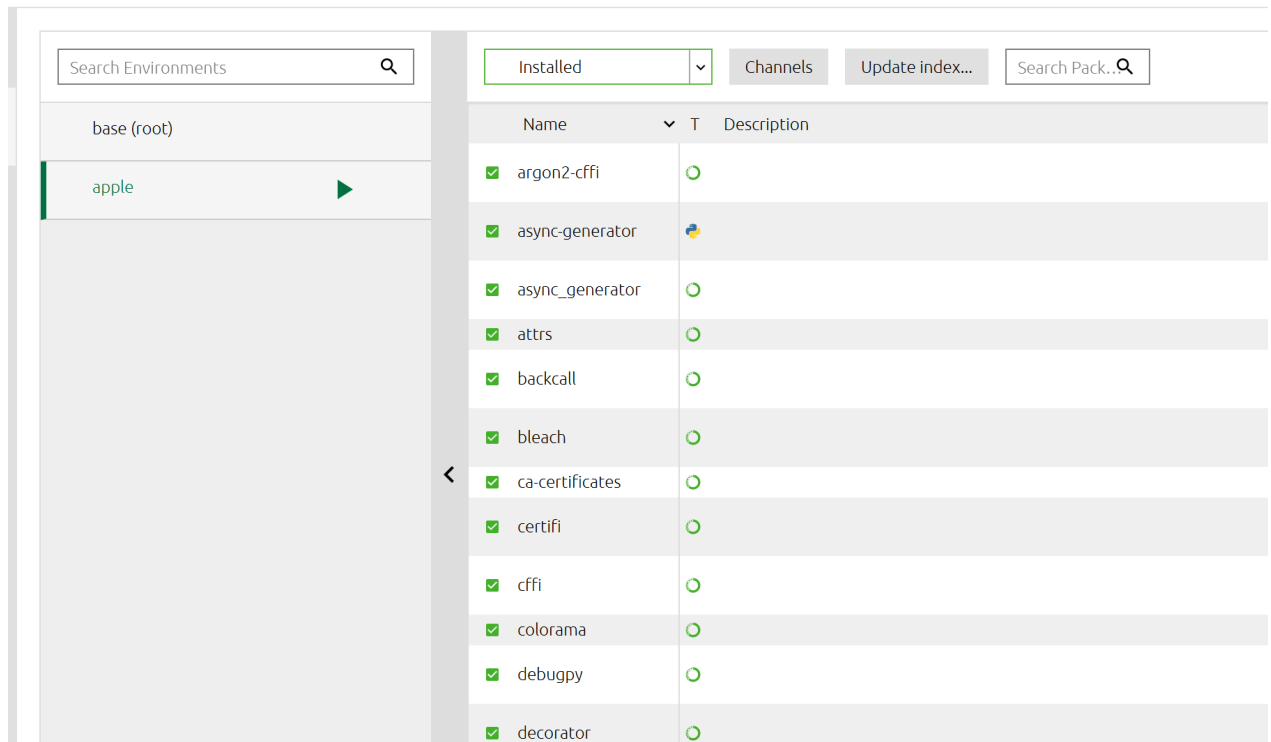 Search Environments
Installed
Channels
Update index...
Search Pack...
base (root)
apple
Name T Description
argon2-cffi
async-generator
async_generator
attrs
backcall
bleach
ca-certificates
certifi
cffi
colorama
debugpy
decorator